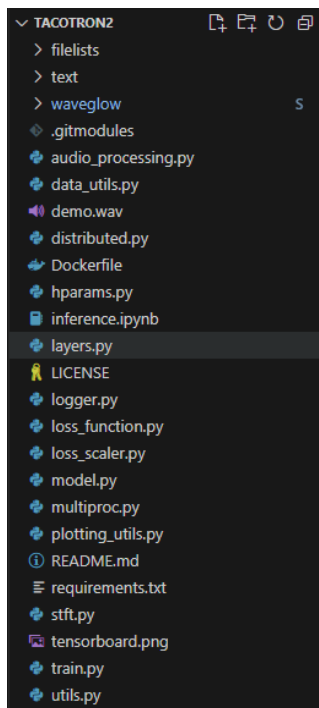 TACOTRON2
filelists
text
waveglow S
.gitmodules
audio_processing.py
data_utils.py
demo.wav
distributed.py
Dockerfile
hparams.py
inference.ipynb
layers.py
LICENSE
logger.py
loss_function.py
loss_scaler.py
model.py
multiproc.py
plotting_utils.py
README.md
requirements.txt
stft.py
tensorboard.png
train.py
utils.py